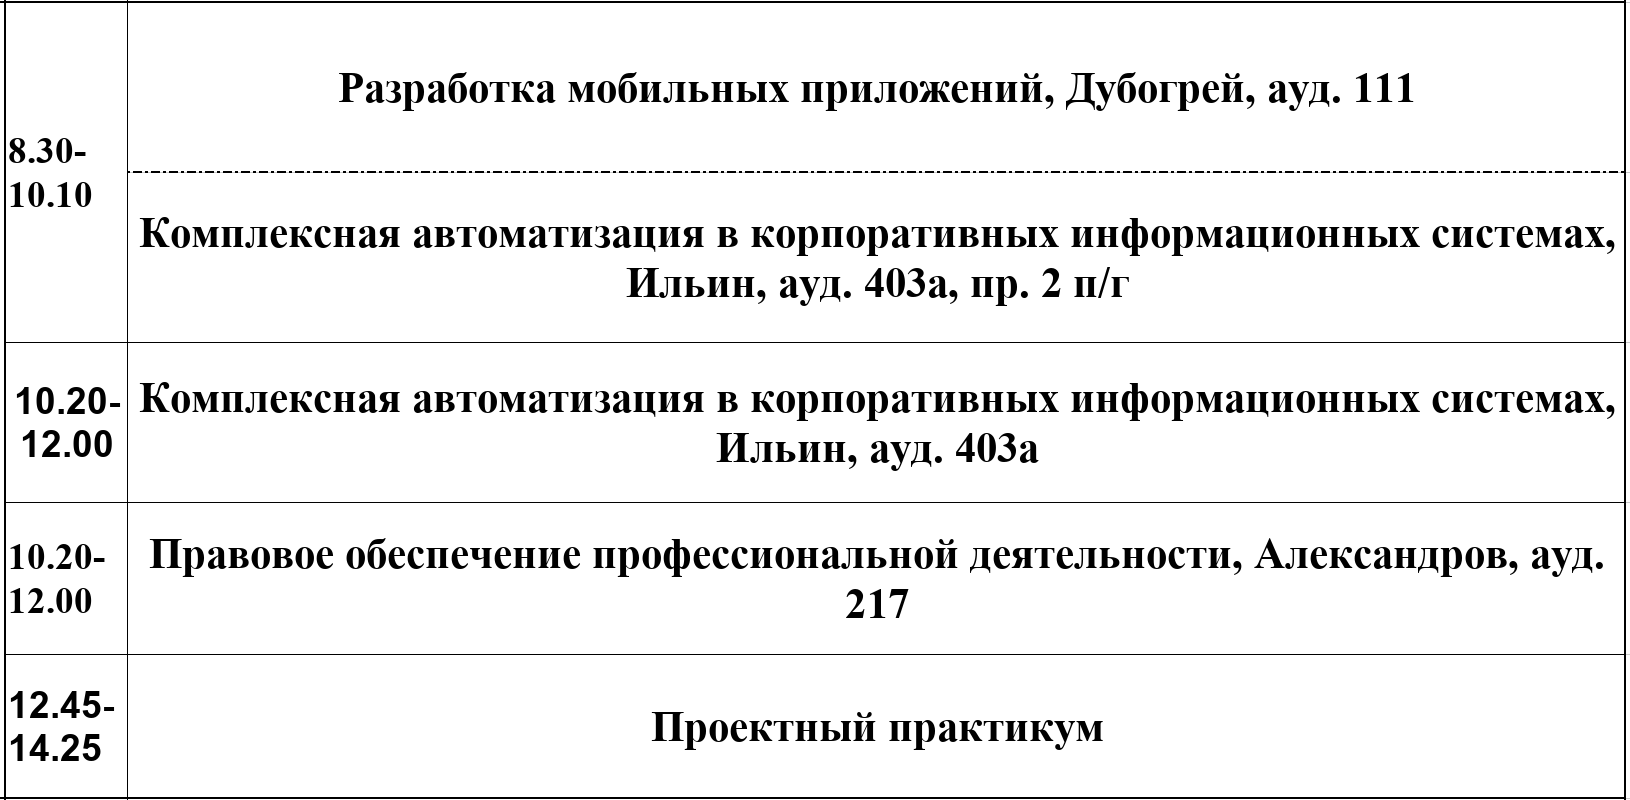 8.30-
10.10
Разработка мобильных приложений, Дубогрей, ауд. 111
Комплексная автоматизация в корпоративных информационных системах,
Ильин, ауд. 403а, пр. 2 п/г
10.20-
12.00
Комплексная автоматизация в корпоративных информационных системах,
Ильин, ауд. 403а
10.20-
12.00
Правовое обеспечение профессиональной деятельности, Александров, ауд.
217
12.45-
14.25
Проектный практикум